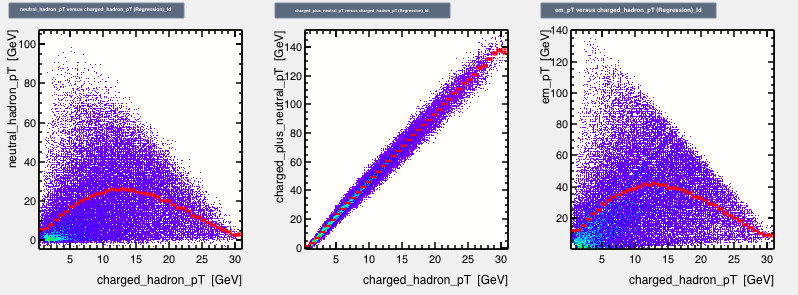 neutral_hadron_pT versus charged_hadron_pT (Regression)_Id
charged_plus_neutral_pT versus charged_hadron_pT (Regression)_Id
em_pT versus charged_hadron_pT (Regression)_Id
neutral_hadron_pT [GeV]
100
80
60
40
20
0
5 10 15 20 25 30
charged_hadron_pT [GeV]
charged_plus_neutral_pT [GeV]
140
120
100
80
60
40
20
0
5 10 15 20 25 30
charged_hadron_pT [GeV]
em_pT [GeV]
140
120
100
80
60
40
20
5 10 15 20 25 30
charged_hadron_pT [GeV]